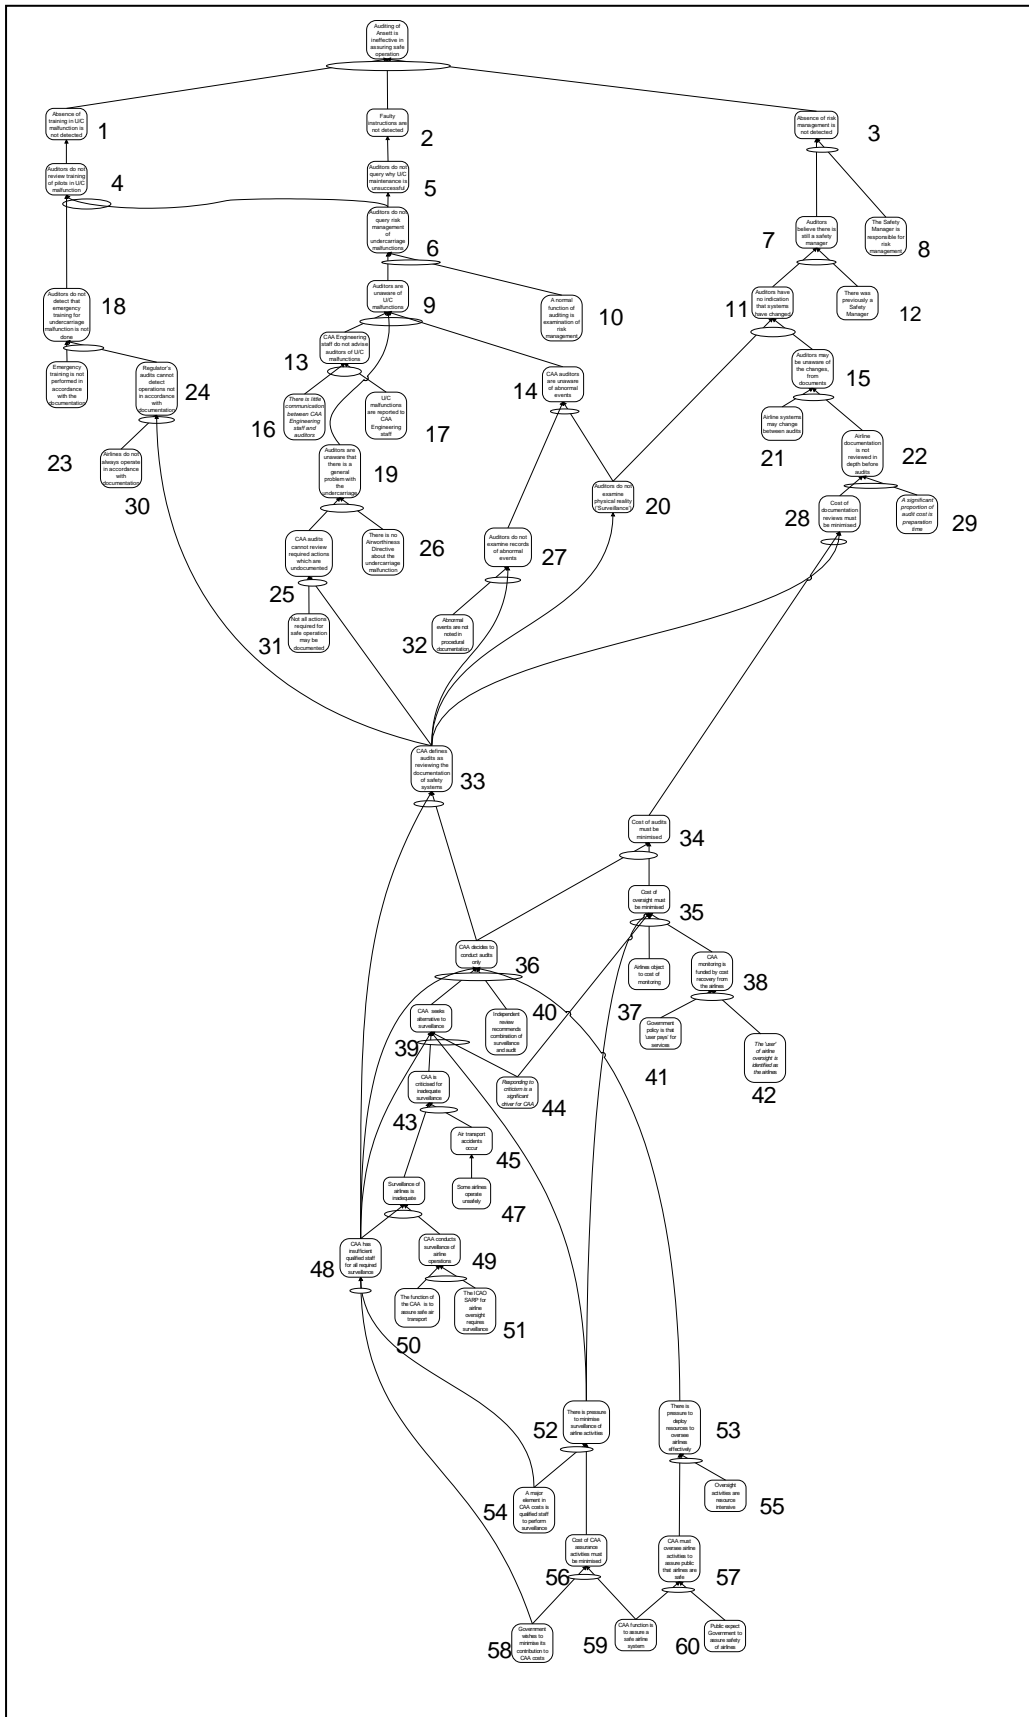 Auditing of
Ansett is
ineffective in
assuring safe
operation
Absence of
training in U/C
malfunction is
not detected
1
Faulty
instructions are
not detected
2
Absence of risk
management is
not detected
3
Auditors do not
review training
of pilots in U/C
malfunction
4
Auditors do not
query why U/C
maintenance is
unsuccessful
5
Auditors do not
query risk
management
of
undercarriage
malfunctions
6
Auditors
believe there is
still a safety
manager
7
The Safety
Manager is
responsible for
risk
management
8
Auditors do not
detect that
emergency
training for
undercarriage
malfunction is not
done
18
Auditors are
unaware of
U/C
malfunctions
9
A normal
function of
auditing is
examination of
risk
management
10
Auditors have
no indication
that systems
have changed
11
There was
previously a
Safety
Manager
12
CAA Engineering
staff do not advise
auditors of U/C
malfunctions
13
CAA auditors
are unaware
of abnormal
events
14
Auditors may
be unaware of
the changes,
from
documents
15
Emergency
training is not
performed in
accordance
with the
documentation
23
Regulator's
audits cannot
detect
operations not
in accordance
with
documentation
24
There is little
communication
between CAA
Engineering
staff and
auditors
16
U/C
malfunctions
are reported to
CAA
Engineering
staff
17
Airline systems
may change
between audits
21
Airline
documentation
is not
reviewed in
depth before
audits
22
Airlines do not
always operate
in accordance
with
documentation
30
Auditors are
unaware that
there is a
general
problem with
the
undercarriage
19
Auditors do not
examine
physical reality
('Surveillance')
20
Cost of
documentation
reviews must
be minimised
28
A significant
proportion of
audit cost is
preparation
time
29
CAA audits
cannot review
required actions
which are
undocumented
25
There is no
Airworthiness
Directive about
the
undercarriage
malfunction
26
Auditors do not
examine records
of abnormal
events
27
Not all actions
required for
safe operation
may be
documented
31
Abnormal
events are not
noted in
procedural
documentation
32
CAA defines
audits as
reviewing the
documentation
of safety
systems
33
Cost of audits
must be
minimised
34
Cost of
oversight must
be minimised
35
CAA decides to
conduct audits
only
36
Airlines object
to cost of
monitoring
37
CAA
monitoring is
funded by cost
recovery from
the airlines
38
CAA seeks
alternative to
surveillance
39
Independent
review
recommends
combination of
surveillance
and audit
40
Government
policy is that
'user pays' for
services
41
The 'user'
of airline
oversight is
identified as
the airlines
42
CAA is
criticised for
inadequate
surveillance
43
Responding to
criticism is a
significant
driver for CAA
44
Air transport
accidents
occur
45
Surveillance
of airlines is
inadequate
Some airlines
operate
unsafely
47
CAA has
insufficient
qualified staff
for all required
surveillance
48
CAA conducts
surveillance of
airline
operations
49
The function of
the CAA is to
assure safe air
transport
50
The ICAO
SARP for
airline
oversight
requires
surveillance
51
There is pressure
to minimise
surveillance of
airline activities
52
There is
pressure to
deploy
resources to
oversee
airlines
effectively
53
A major
element in
CAA costs is
qualified staff
to perform
surveillance
54
Oversight
activities are
resource
intensive
55
Cost of CAA
assurance
activities must
be minimised
56
CAA must
oversee airline
activities to
assure public
that airlines are
safe
57
Government
wishes to
minimise its
contribution to
CAA costs
58
CAA function is
to assure a
safe airline
system
59
Public expect
Government to
assure safety
of airlines
60